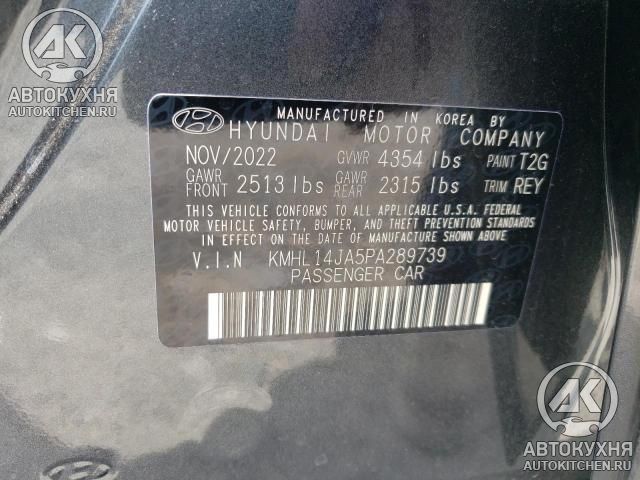 AK
АВТОКУХНЯ
AUTOKITCHEN.RU
MANUFACTURED IN KOREA BY
HYUNDAI MOTOR COMPANY
NOV/2022 GVWR 4354 lbs PAINT T2G
GAWR FRONT 2513 lbs GAWR REAR 2315 lbs TRIM REY
THIS VEHICLE CONFORMS TO ALL APPLICABLE U.S.A. FEDERAL
MOTOR VEHICLE SAFETY, BUMPER, AND THEFT PREVENTION STANDARDS
IN EFFECT ON THE DATE OF MANUFACTURE SHOWN ABOVE
V.I.N KMHL14JA5PA289739
PASSENGER CAR
AK
АВТОКУХНЯ
AUTOKITCHEN.RU